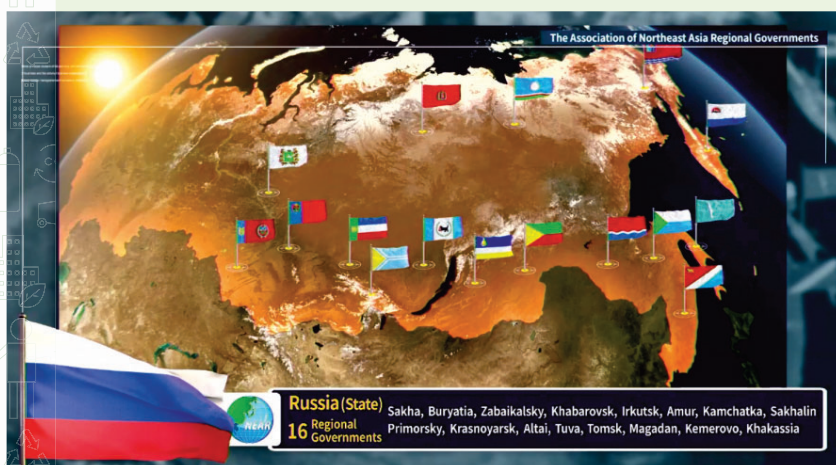 The Association of Northeast Asia Regional Governments
Russia (State)
16 Regional Governments
Sakha, Buryatia, Zabaikalsky, Khabarovsk, Irkutsk, Amur, Kamchatka, Sakhalin
Primorsky, Krasnoyarsk, Altai, Tuva, Tomsk, Magadan, Kemerovo, Khakassia
NEAR